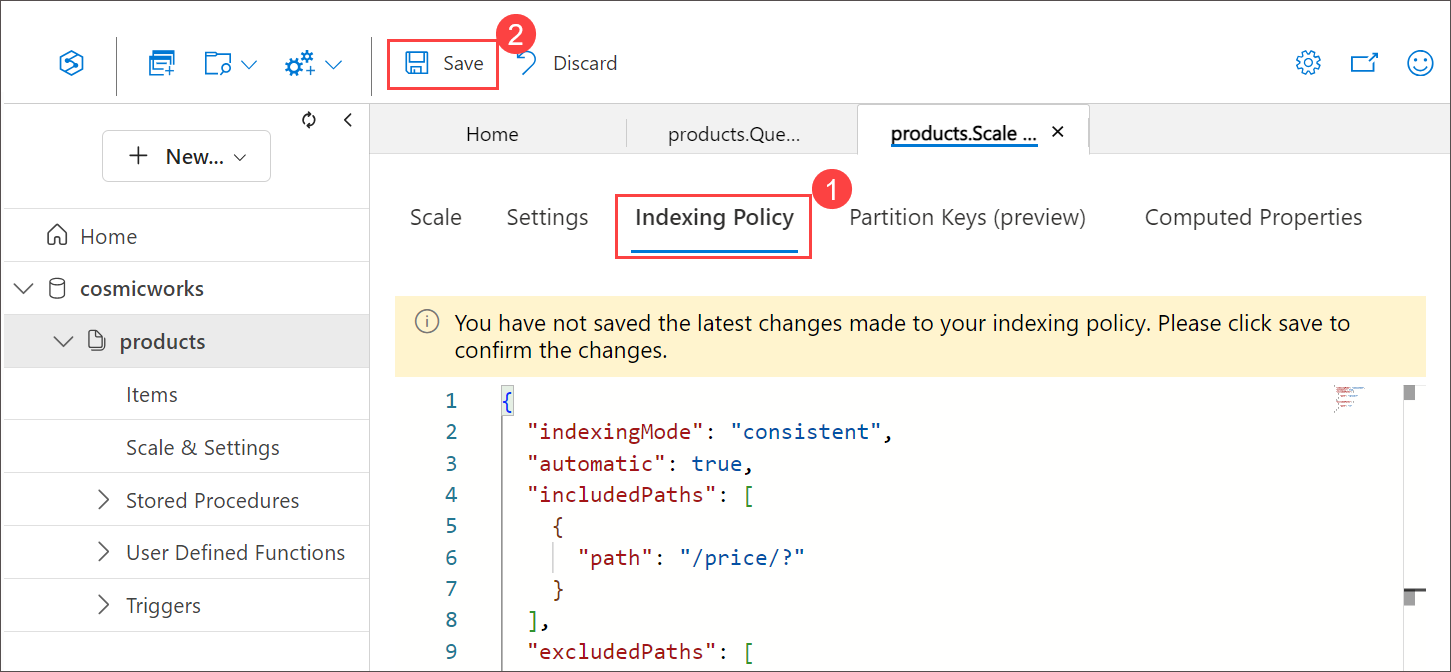 2
Save
Discard
New...
Home
products.Que...
products.Scale ...
1
Scale
Settings
Indexing Policy
Partition Keys (preview)
Computed Properties
Home
cosmicworks
products
Items
Scale & Settings
Stored Procedures
User Defined Functions
Triggers
You have not saved the latest changes made to your indexing policy. Please click save to
confirm the changes.
1 {
2 "indexingMode": "consistent",
3 "automatic": true,
4 "includedPaths": [
5 {
6 "path": "/price/?"
7 }
8 ],
9 "excludedPaths": [